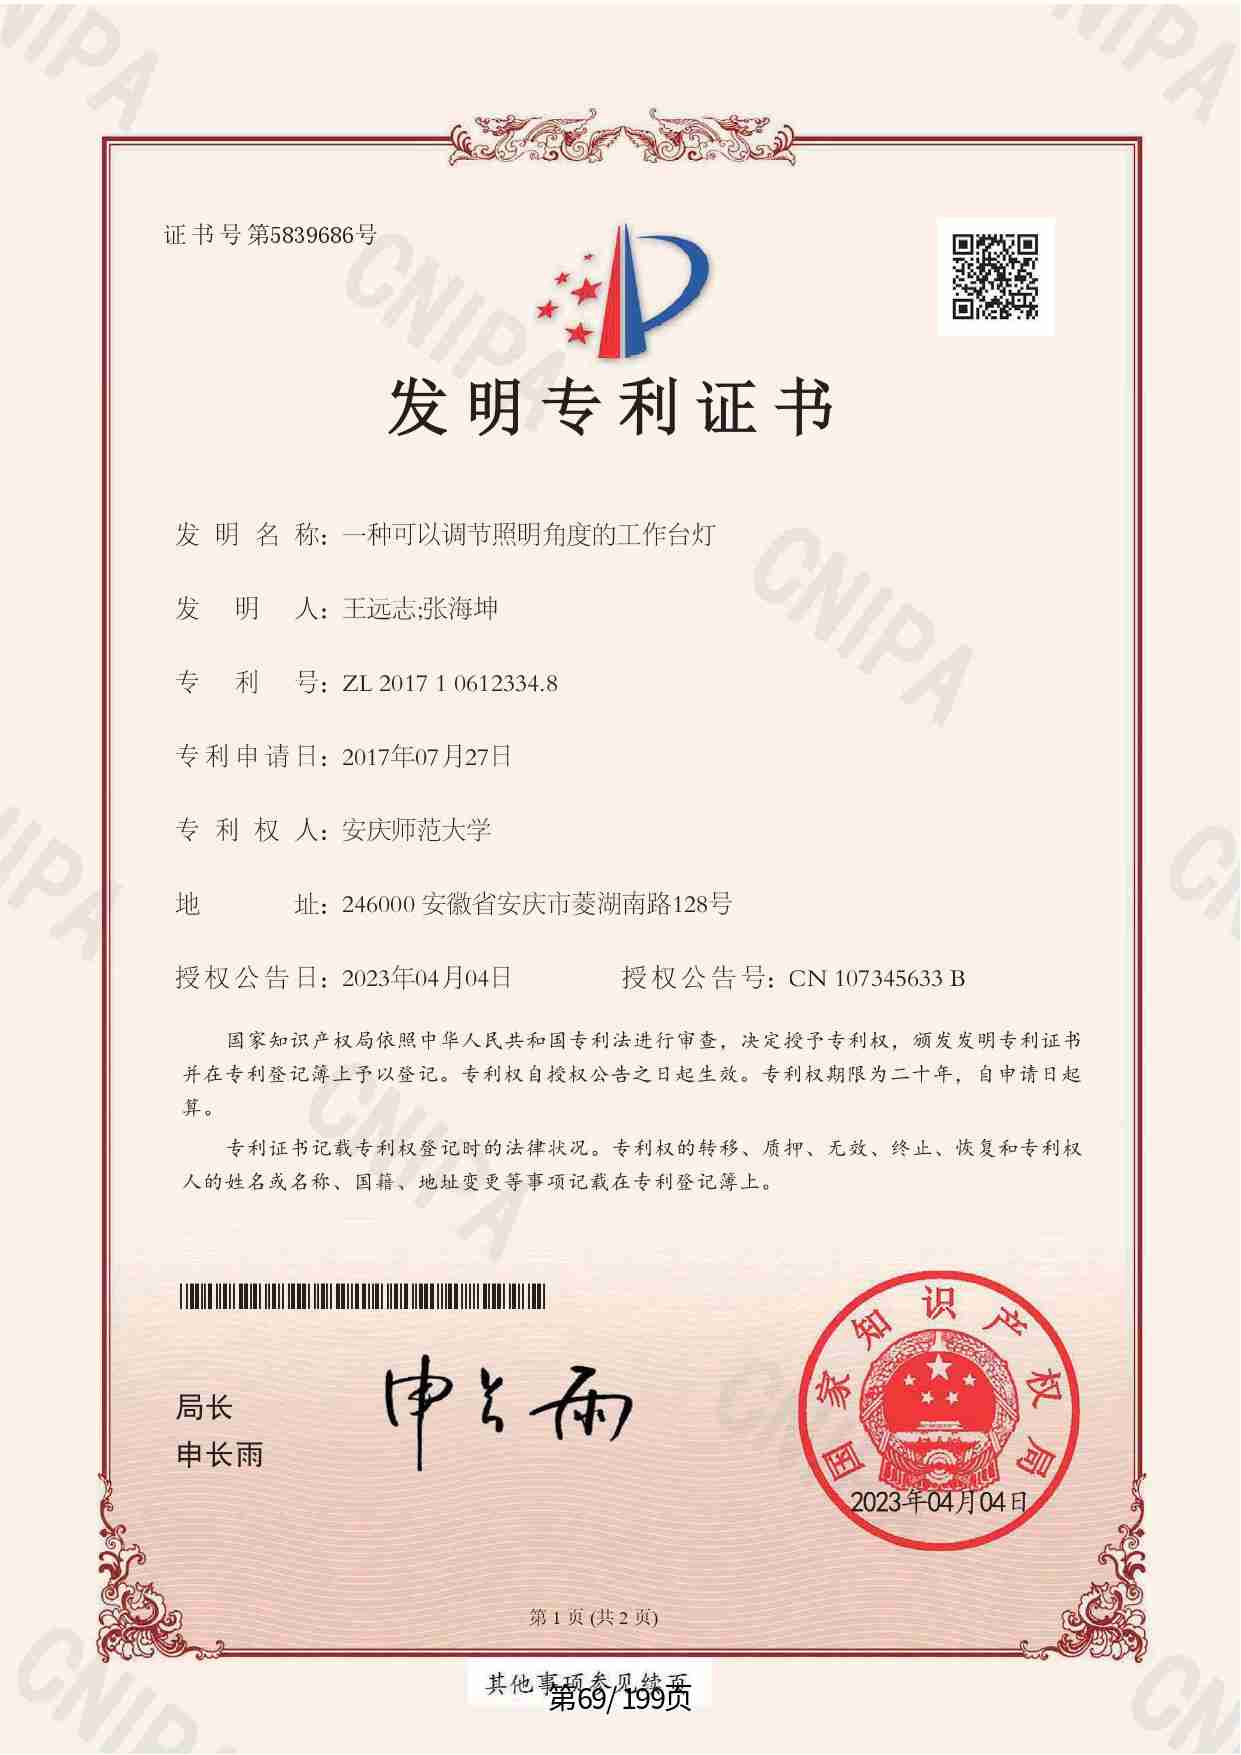 证书号第5839686号
发明专利证书
发明名称：一种可以调节照明角度的工作台灯
发明人：王远志;张海坤
专利号：ZL 2017 1 0612334.8
专利申请日：2017年07月27日
专利权人：安庆师范大学
地址：246000 安徽省安庆市菱湖南路128号
授权公告日：2023年04月04日 授权公告号：CN 107345633 B
国家知识产权局依照中华人民共和国专利法进行审查，决定授予专利权，颁发发明专利证书
并在专利登记簿上予以登记。专利权自授权公告之日起生效。专利权期限为二十年，自申请日起
算。
专利证书记载专利权登记时的法律状况。专利权的转移、质押、无效、终止、恢复和专利权
人的姓名或名称、国籍、地址变更等事项记载在专利登记簿上。
局长
申长雨
申长雨
国家知识产权局
2023年04月04日
第 1 页 (共 2 页)
其他事项参见续页
第69/ 199页
CNIPA
CNIPA
CNIPA
CNIPA
CNIPA
CNIPA